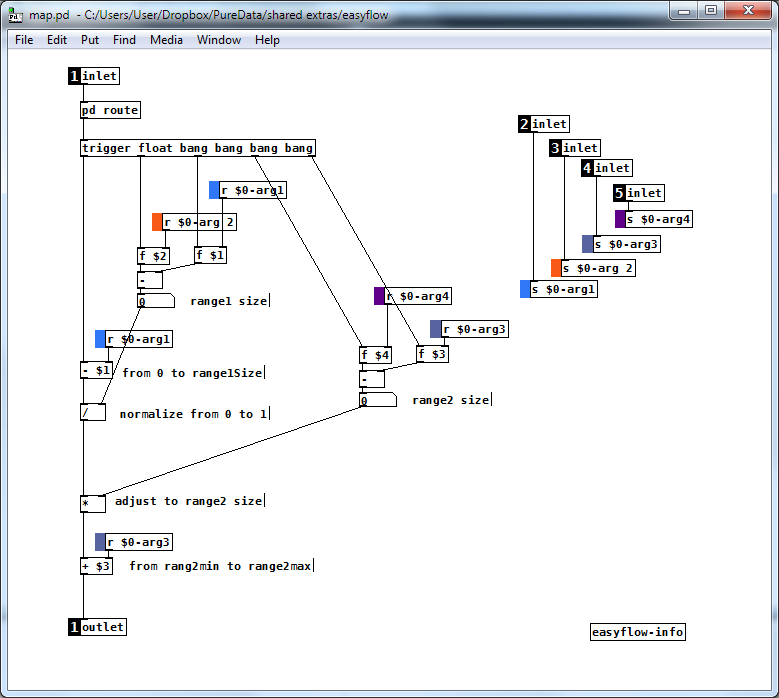 map.pd - C:/Users/User/Dropbox/PureData/shared extras/easyflow
File Edit Put Find Media Window Help
1 inlet
pd route
2 inlet
trigger float bang bang bang bang
3 inlet
4 inlet
r $0-arg1
5 inlet
r $0-arg 2
s $0-arg4
s $0-arg3
f $2
f $1
s $0-arg 2
-
s $0-arg1
0
range1 size
r $0-arg4
r $0-arg3
r $0-arg1
f $4
f $3
- $1
from 0 to range1Size
-
0
range2 size
/
normalize from 0 to 1
*
adjust to range2 size
r $0-arg3
+ $3
from rang2min to range2max
1 outlet
easyflow-info